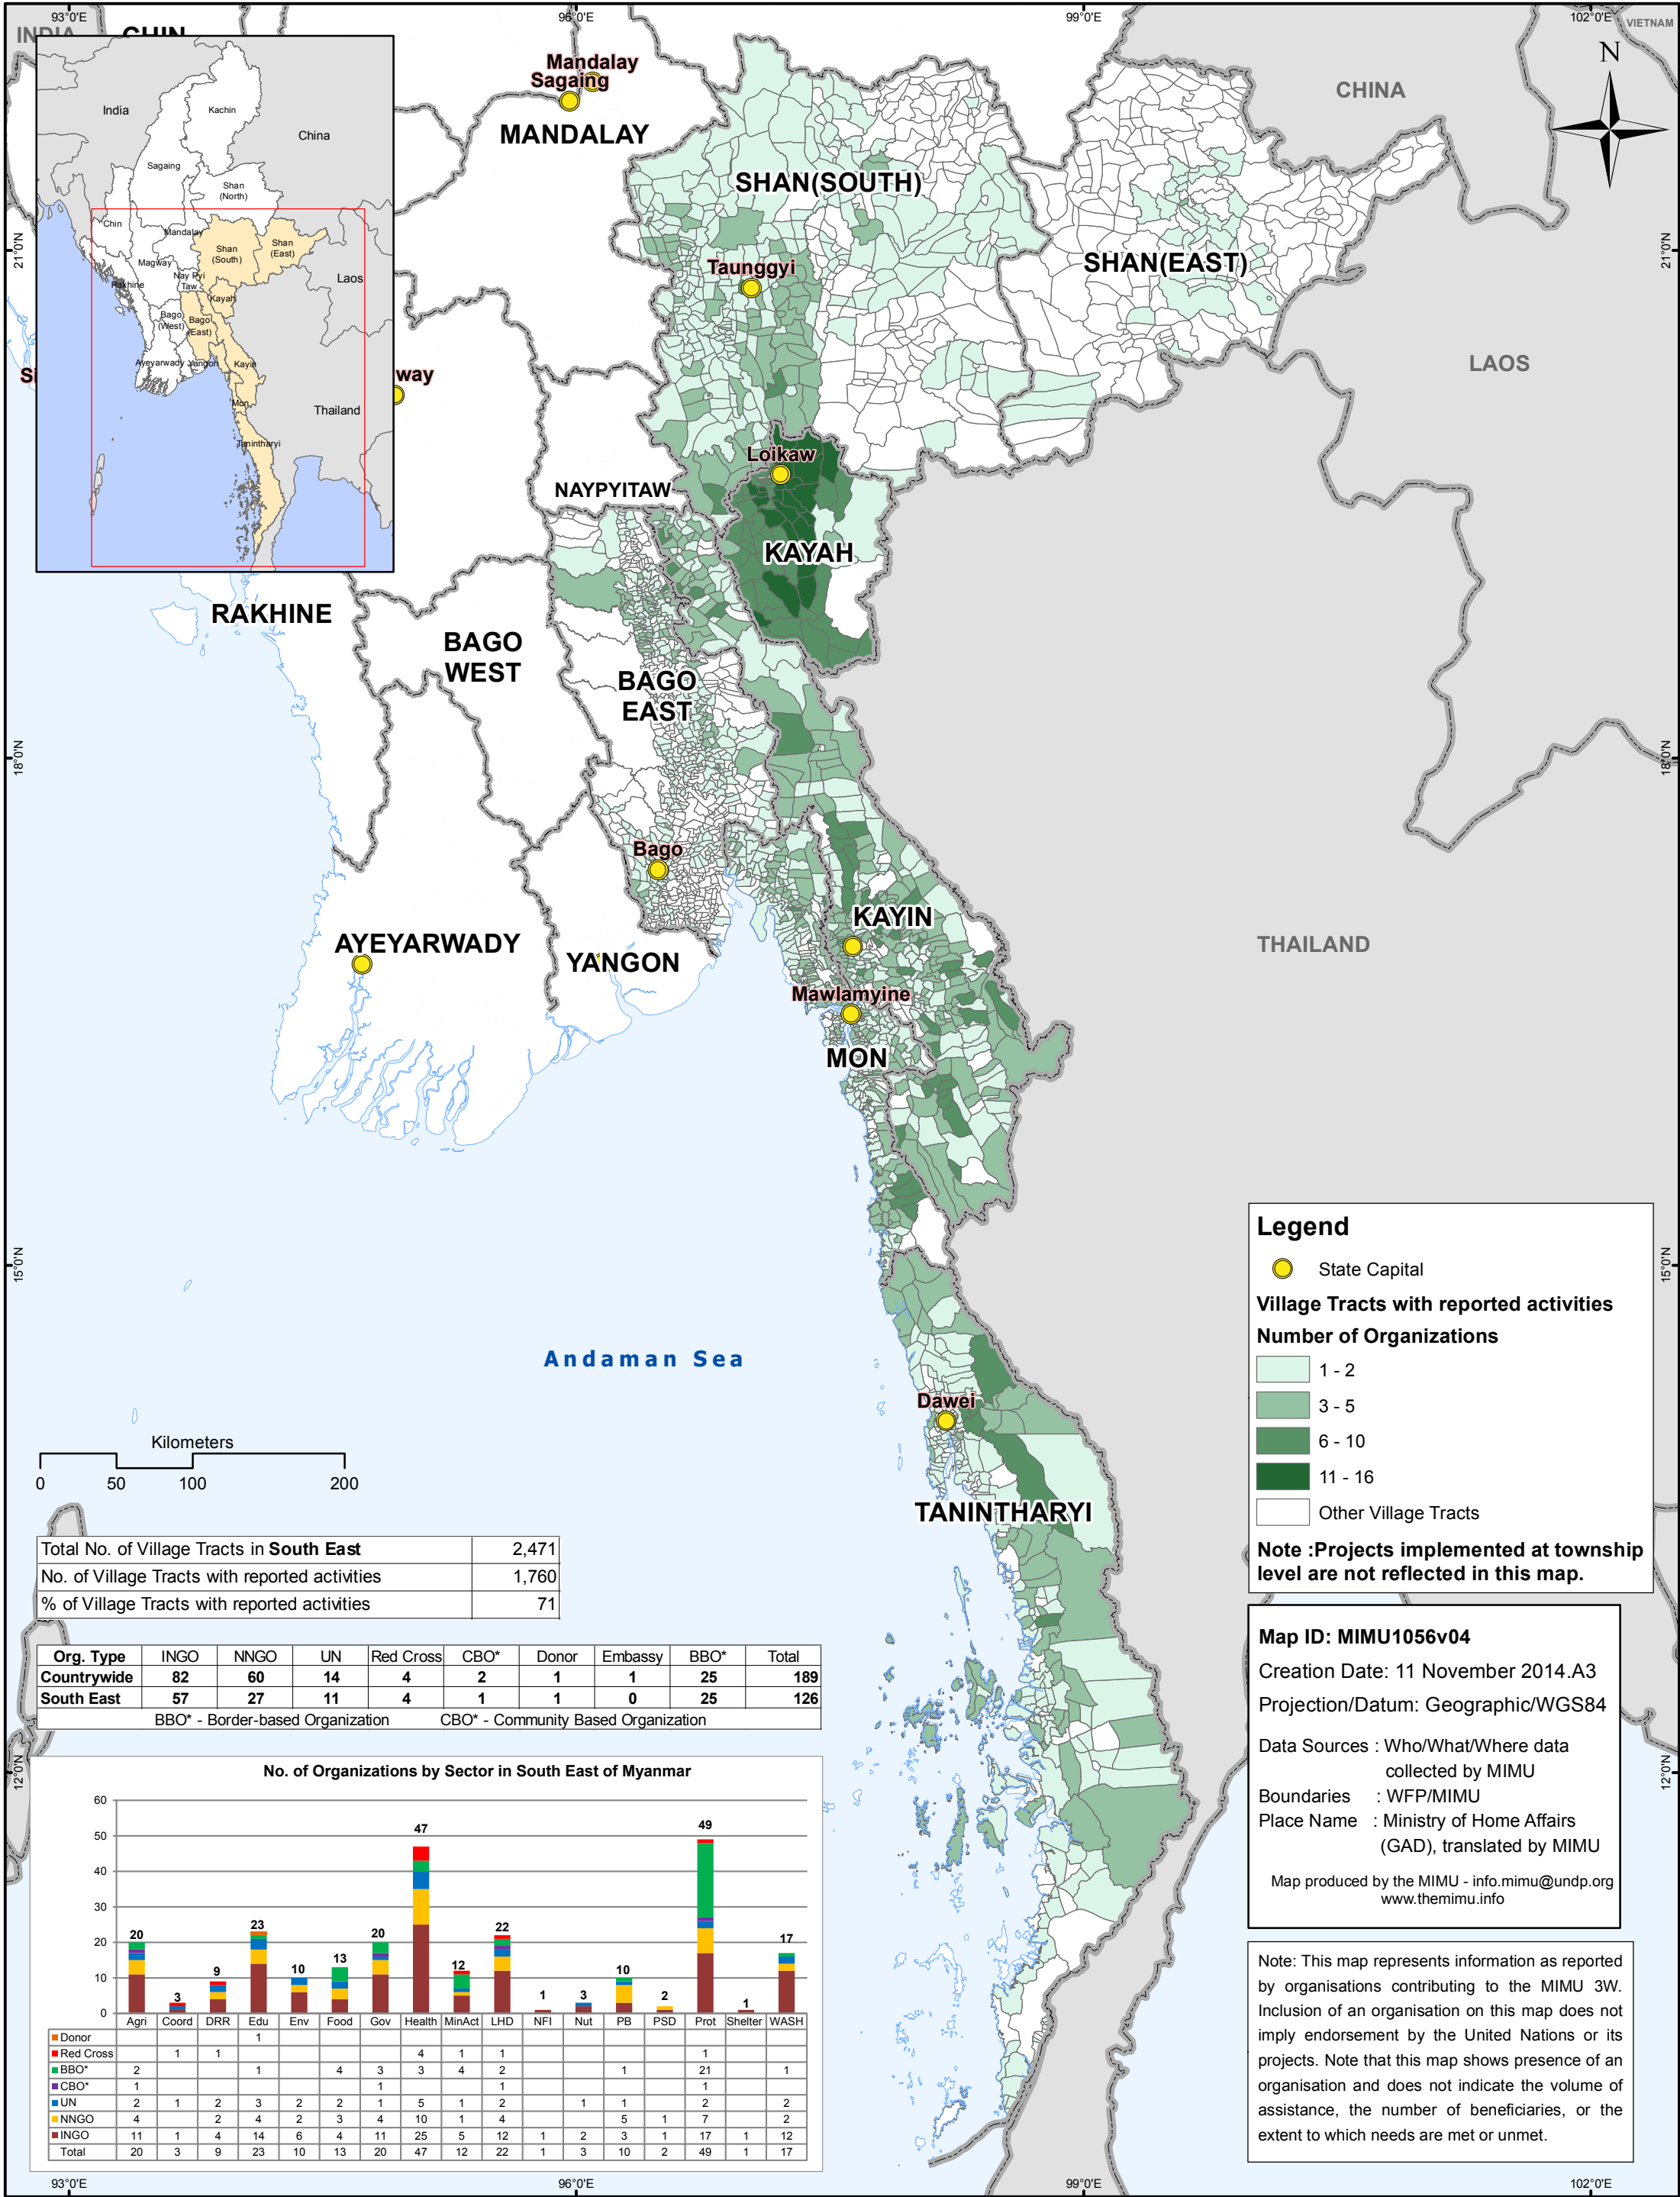 93°0'E 96°0'E 99°0'E 102°0'E
INDIA CHIN VIETNAM
India
Kachin
China
Sagaing
Shan
(North)
Chin
Mandalay
Shan
(South)
Shan
(East)
Magway
Nay Pyi
Taw
Laos
Rakhine
Kayah
Bago
(West)
Bago
(East)
Ayeyarwady Yangon Kayin
Mon
Thailand
Tanintharyi
Mandalay
Sagaing
MANDALAY
N
CHINA
SHAN(SOUTH)
21°0'N 21°0'N
SHAN(EAST)
Taunggyi
LAOS
Si way
Loikaw
NAYPYITAW
KAYAH
RAKHINE
BAGO
WEST
BAGO
EAST
18°0'N 18°0'N
Bago
KAYIN
AYEYARWADY
YANGON
THAILAND
Mawlamyine
MON
15°0'N 15°0'N
Andaman Sea
Dawei
TANINTHARYI
Kilometers
0 50 100 200
Legend
State Capital
Village Tracts with reported activities
Number of Organizations
1 - 2
3 - 5
6 - 10
11 - 16
Other Village Tracts
Note :Projects implemented at township
level are not reflected in this map.
Total No. of Village Tracts in South East 2,471
No. of Village Tracts with reported activities 1,760
% of Village Tracts with reported activities 71
Org. Type INGO NNGO UN Red Cross CBO* Donor Embassy BBO* Total
Countrywide 82 60 14 4 2 1 1 25 189
South East 57 27 11 4 1 1 0 25 126
BBO* - Border-based Organization CBO* - Community Based Organization
Map ID: MIMU1056v04
Creation Date: 11 November 2014.A3
Projection/Datum: Geographic/WGS84
Data Sources : Who/What/Where data
collected by MIMU
Boundaries : WFP/MIMU
Place Name : Ministry of Home Affairs
(GAD), translated by MIMU
Map produced by the MIMU - info.mimu@undp.org
www.themimu.info
12°0'N 12°0'N
No. of Organizations by Sector in South East of Myanmar
60
50
40
30
20
10
0
20 3 9 23 10 13 20 47 12 22 1 3 10 2 49 1 17
Agri Coord DRR Edu Env Food Gov Health MinAct LHD NFI Nut PB PSD Prot Shelter WASH
Donor 1
Red Cross 1 1 4 1 1 1
BBO* 2 1 4 3 3 4 2 1 21 1
CBO* 1 1 1 1
UN 2 1 2 3 2 2 1 5 1 2 1 1 2 2
NNGO 4 2 4 2 3 4 10 1 4 5 1 7 2
INGO 11 1 4 14 6 4 11 25 5 12 1 2 3 1 17 1 12
Total 20 3 9 23 10 13 20 47 12 22 1 3 10 2 49 1 17
Note: This map represents information as reported
by organisations contributing to the MIMU 3W.
Inclusion of an organisation on this map does not
imply endorsement by the United Nations or its
projects. Note that this map shows presence of an
organisation and does not indicate the volume of
assistance, the number of beneficiaries, or the
extent to which needs are met or unmet.
93°0'E 96°0'E 99°0'E 102°0'E